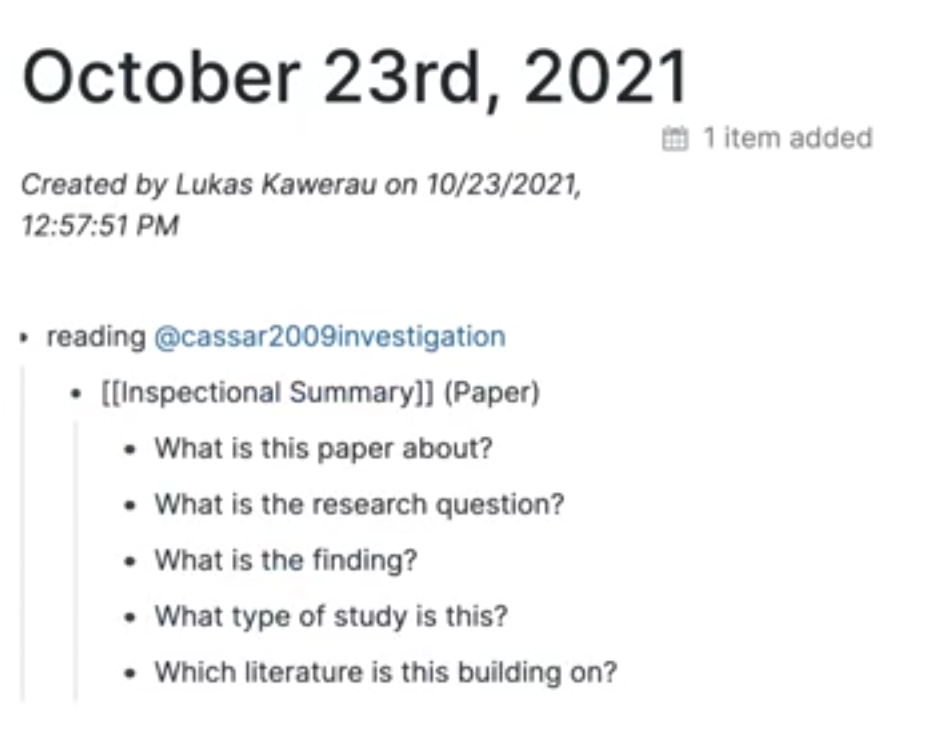 October 23rd, 2021
1 item added
Created by Lukas Kawerau on 10/23/2021,
12:57:51 PM
reading @cassar2009investigation
[[Inspectional Summary]] (Paper)
What is this paper about?
What is the research question?
What is the finding?
What type of study is this?
Which literature is this building on?